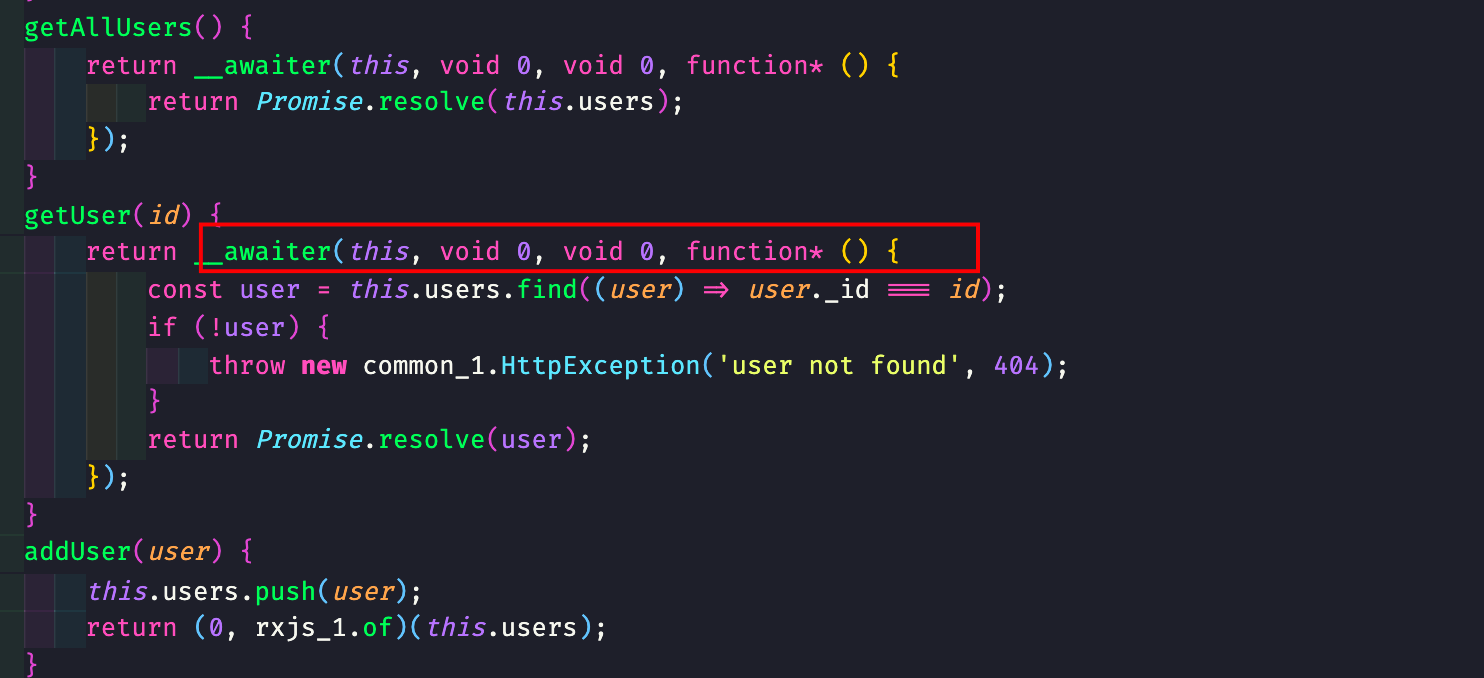 }
getAllUsers() {
return __awaiter(this, void 0, void 0, function* () {
return Promise.resolve(this.users);
});
}
getUser(id) {
return __awaiter(this, void 0, void 0, function* () {
const user = this.users.find((user) => user._id === id);
if (!user) {
throw new common_1.HttpException('user not found', 404);
}
return Promise.resolve(user);
});
}
addUser(user) {
this.users.push(user);
return (0, rxjs_1.of)(this.users);
}